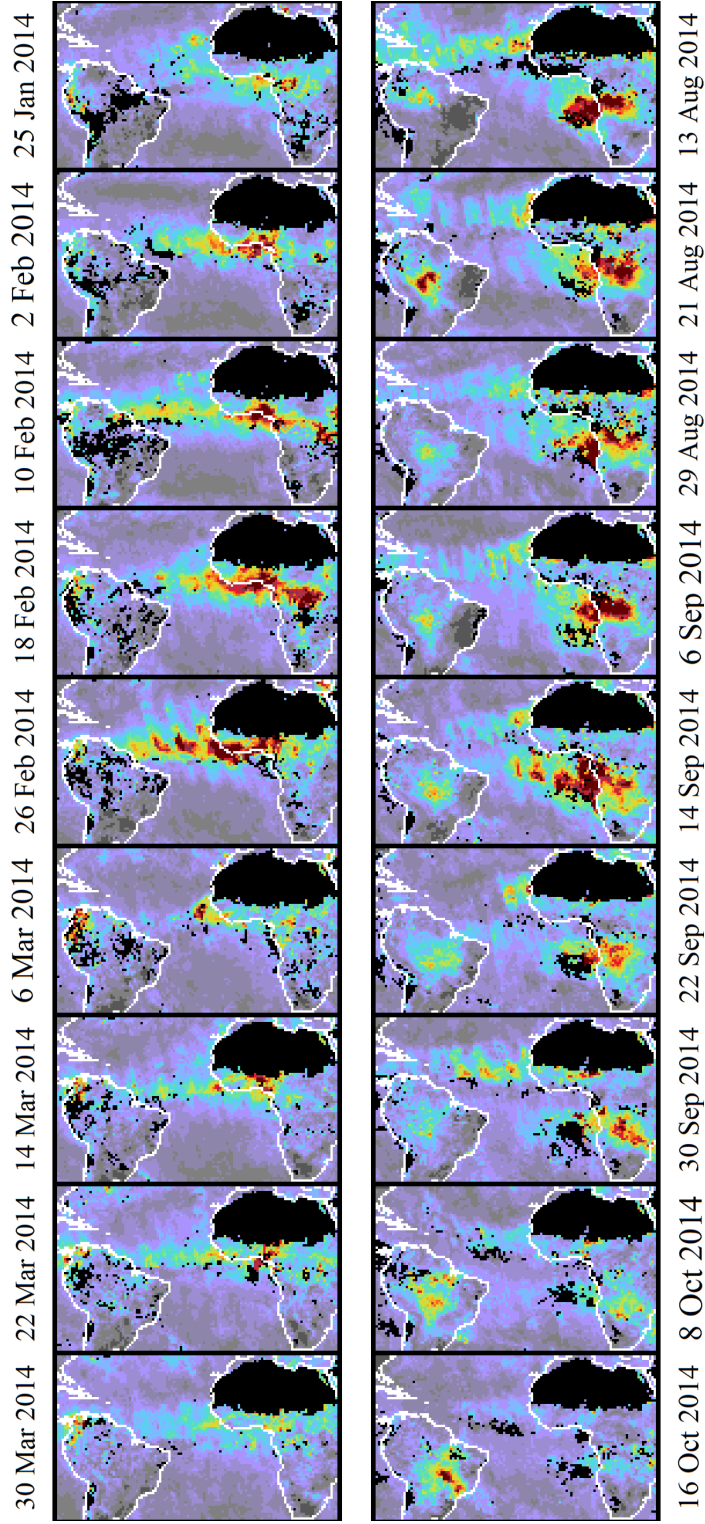 25 Jan 2014
2 Feb 2014
10 Feb 2014
18 Feb 2014
26 Feb 2014
6 Mar 2014
14 Mar 2014
22 Mar 2014
30 Mar 2014
13 Aug 2014
21 Aug 2014
29 Aug 2014
6 Sep 2014
14 Sep 2014
22 Sep 2014
30 Sep 2014
8 Oct 2014
16 Oct 2014